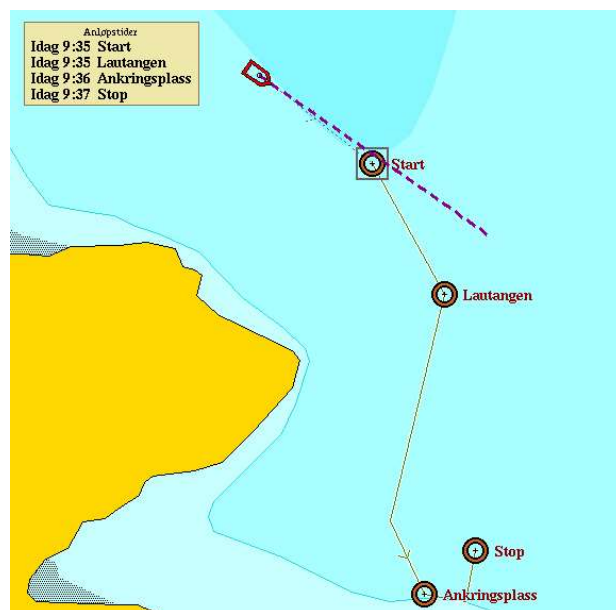 Anløpstider
Idag 9:35 Start
Idag 9:35 Lautangen
Idag 9:36 Ankringsplass
Idag 9:37 Stop
Start
Lautangen
Stop
Ankringsplass